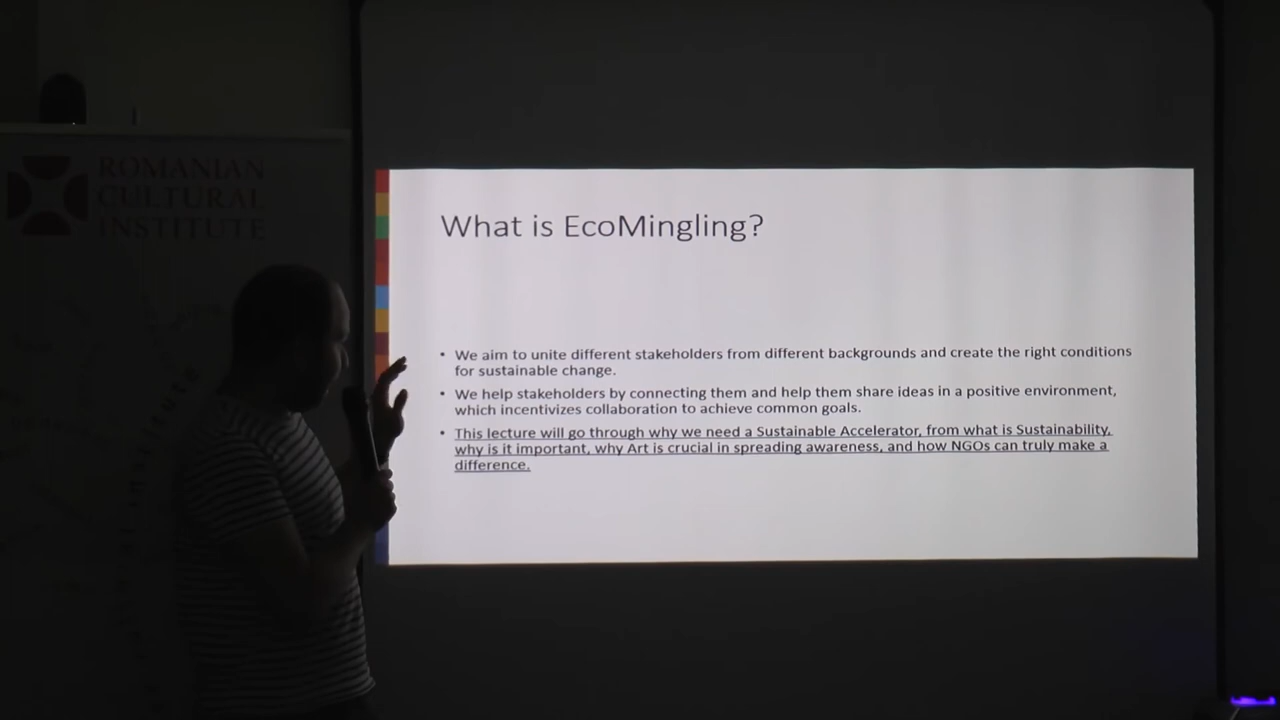 ROMANIAN
CULTURAL
INSTITUTE
What is EcoMingling?
• We aim to unite different stakeholders from different backgrounds and create the right conditions
for sustainable change.
• We help stakeholders by connecting them and help them share ideas in a positive environment,
which incentivizes collaboration to achieve common goals.
• This lecture will go through why we need a Sustainable Accelerator, from what is Sustainability,
why is it important, why Art is crucial in spreading awareness, and how NGOs can truly make a
difference.